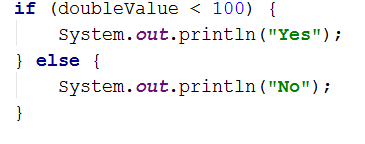 if (doubleValue < 100) {
    System.out.println("Yes");
} else {
    System.out.println("No");
}